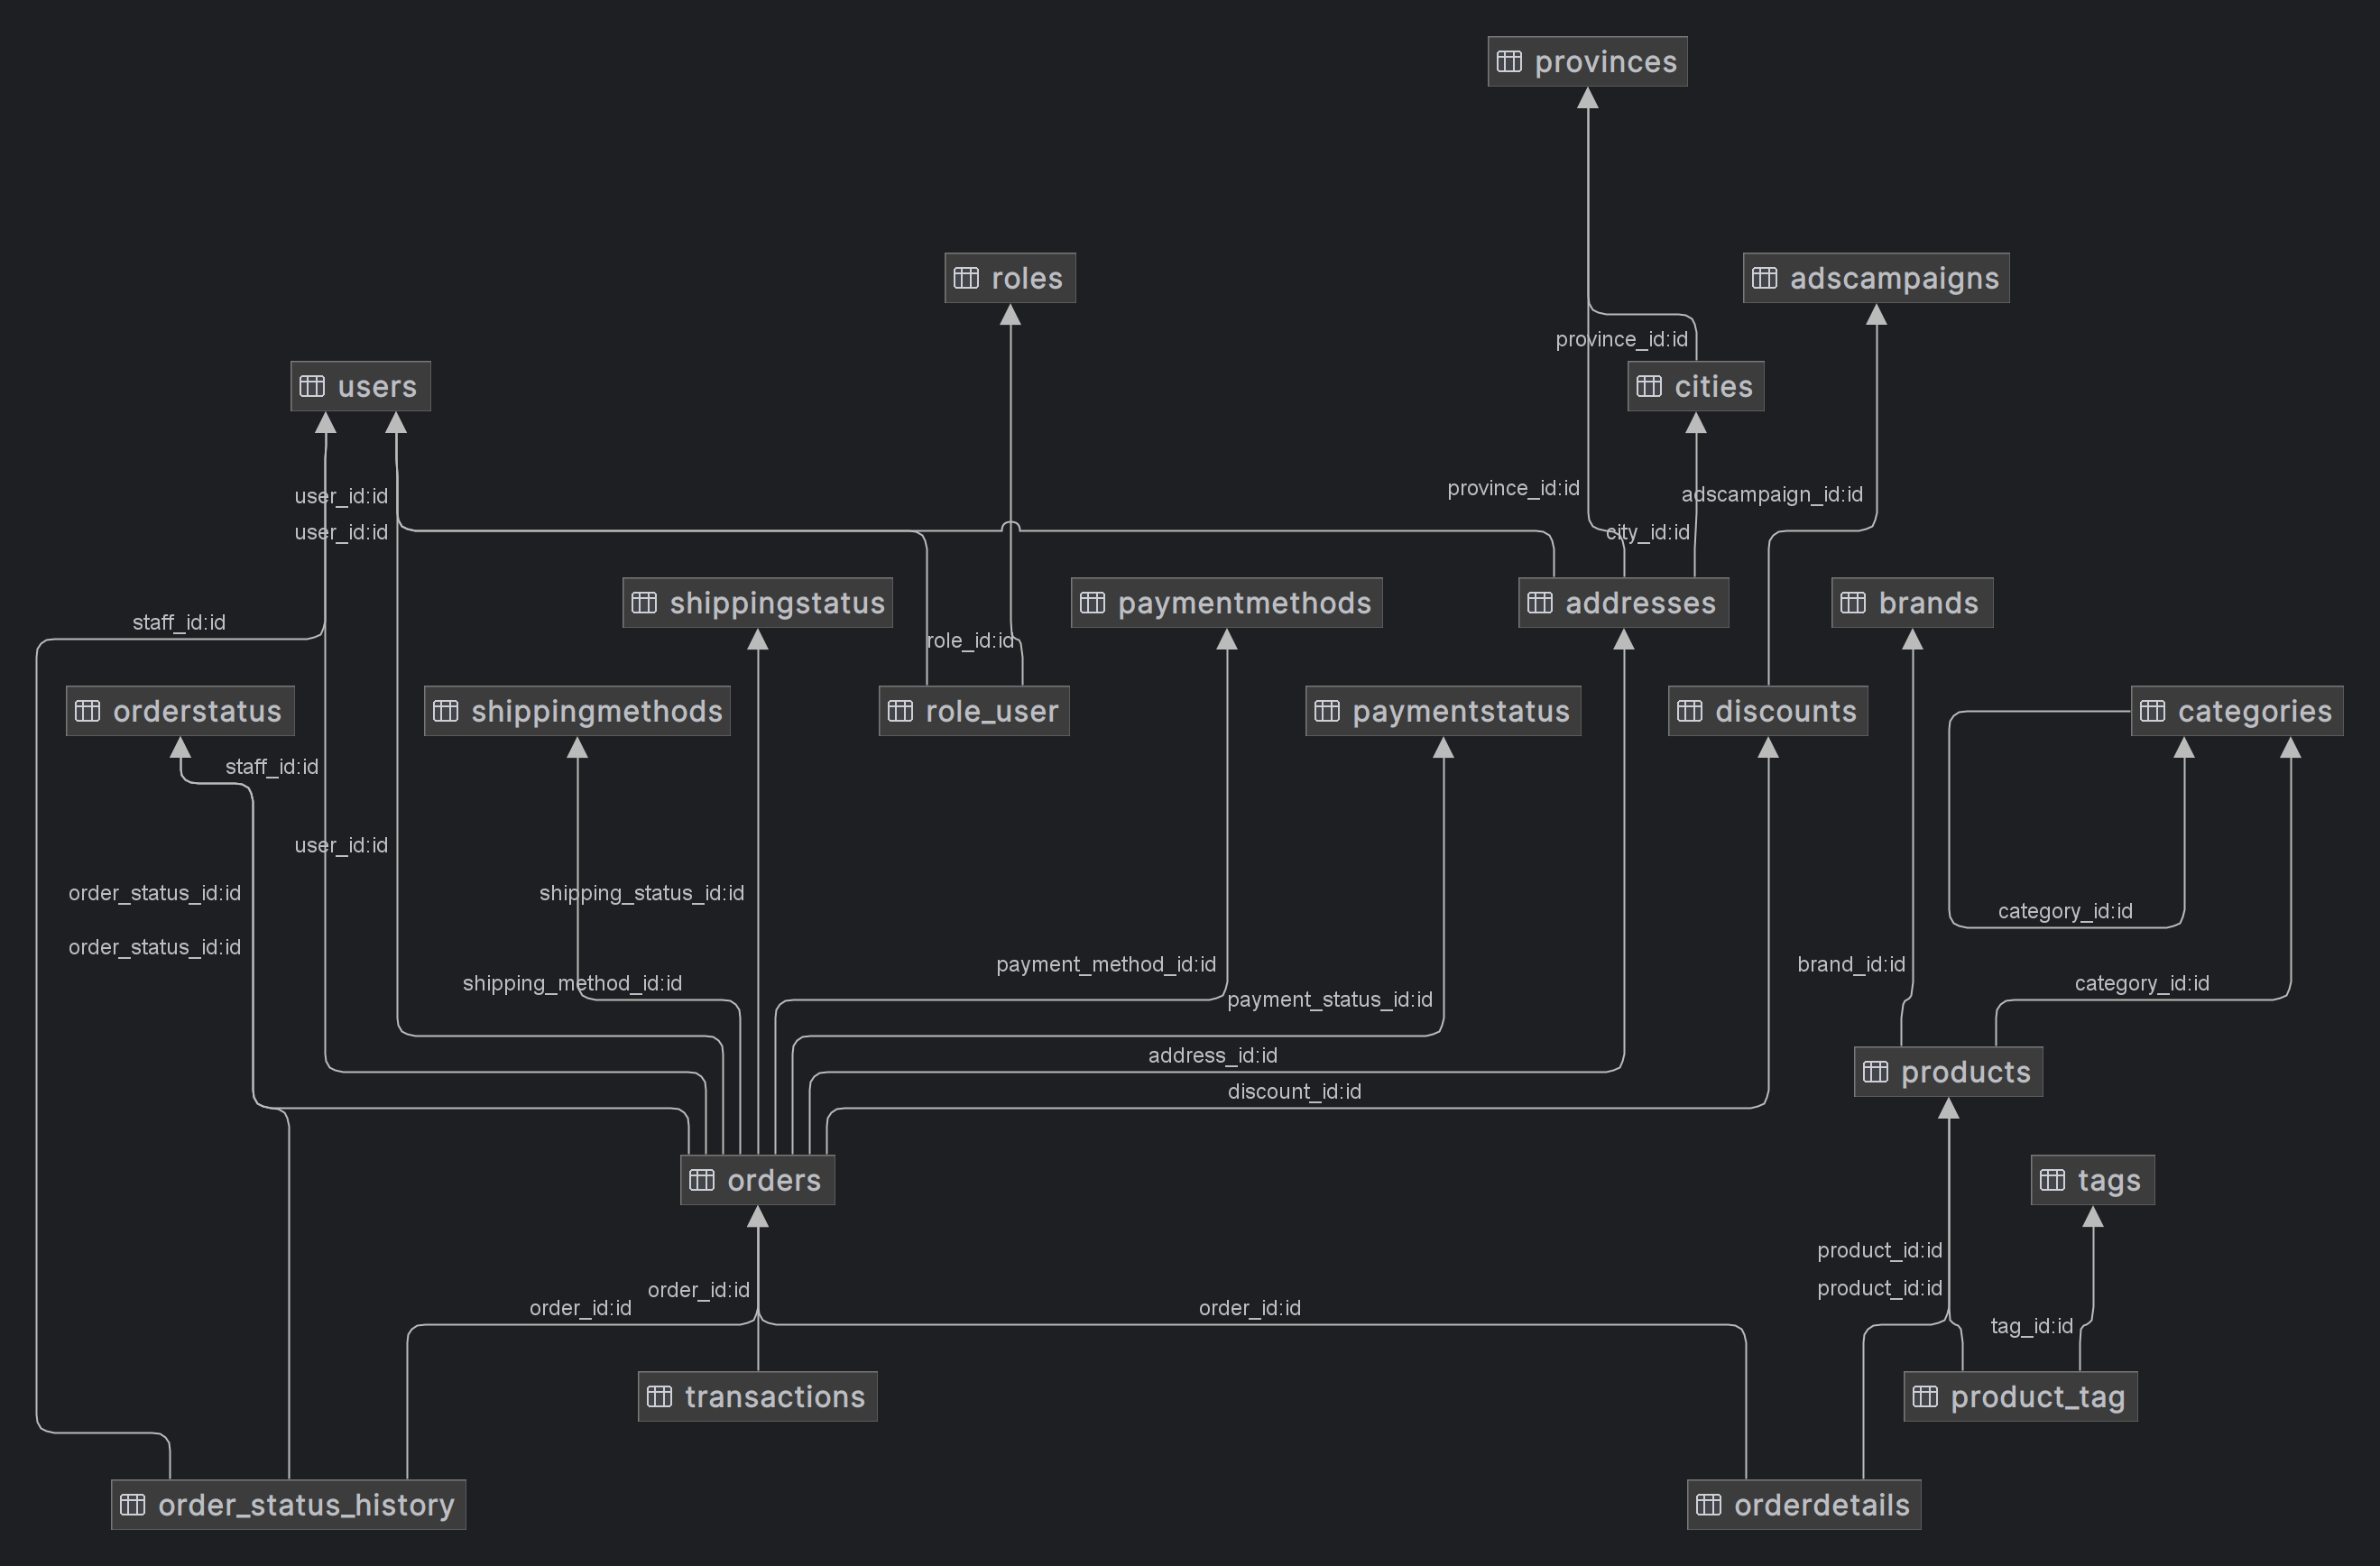 provinces
roles
adscampaigns
province_id:id
users
cities
province_id:id
adscampaign_id:id
user_id:id
user_id:id
city_id:id
shippingstatus
paymentmethods
addresses
brands
staff_id:id
role_id:id
orderstatus
shippingmethods
role_user
paymentstatus
discounts
categories
staff_id:id
user_id:id
order_status_id:id
shipping_status_id:id
category_id:id
order_status_id:id
payment_method_id:id
brand_id:id
shipping_method_id:id
category_id:id
payment_status_id:id
address_id:id
products
discount_id:id
orders
tags
product_id:id
order_id:id
product_id:id
order_id:id
order_id:id
tag_id:id
transactions
product_tag
order_status_history
orderdetails